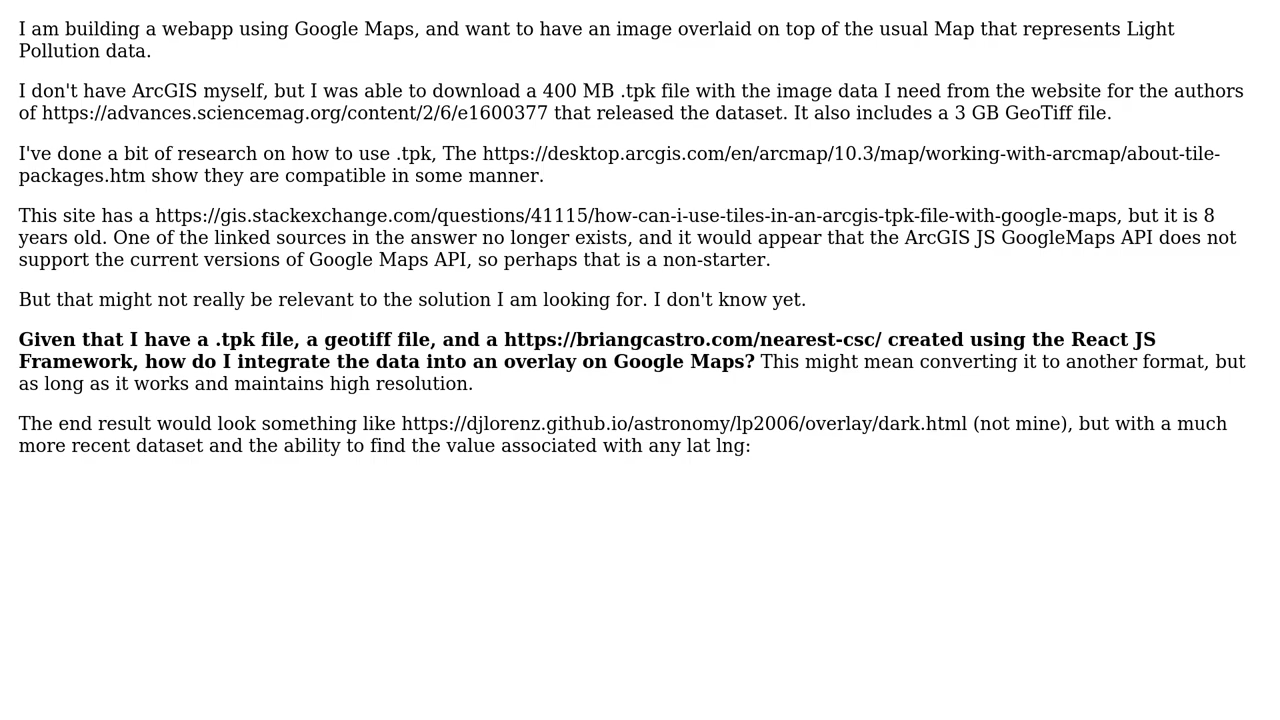 I am building a webapp using Google Maps, and want to have an image overlaid on top of the usual Map that represents Light
Pollution data.
I don't have ArcGIS myself, but I was able to download a 400 MB .tpk file with the image data I need from the website for the authors
of https://advances.sciencemag.org/content/2/6/e1600377 that released the dataset. It also includes a 3 GB GeoTiff file.
I've done a bit of research on how to use .tpk, The https://desktop.arcgis.com/en/arcmap/10.3/map/working-with-arcmap/about-tile-
packages.htm show they are compatible in some manner.
This site has a https://gis.stackexchange.com/questions/41115/how-can-i-use-tiles-in-an-arcgis-tpk-file-with-google-maps, but it is 8
years old. One of the linked sources in the answer no longer exists, and it would appear that the ArcGIS JS GoogleMaps API does not
support the current versions of Google Maps API, so perhaps that is a non-starter.
But that might not really be relevant to the solution I am looking for. I don't know yet.
Given that I have a .tpk file, a geotiff file, and a https://briangcastro.com/nearest-csc/ created using the React JS
Framework, how do I integrate the data into an overlay on Google Maps? This might mean converting it to another format, but
as long as it works and maintains high resolution.
The end result would look something like https://djlorenz.github.io/astronomy/lp2006/overlay/dark.html (not mine), but with a much
more recent dataset and the ability to find the value associated with any lat lng: